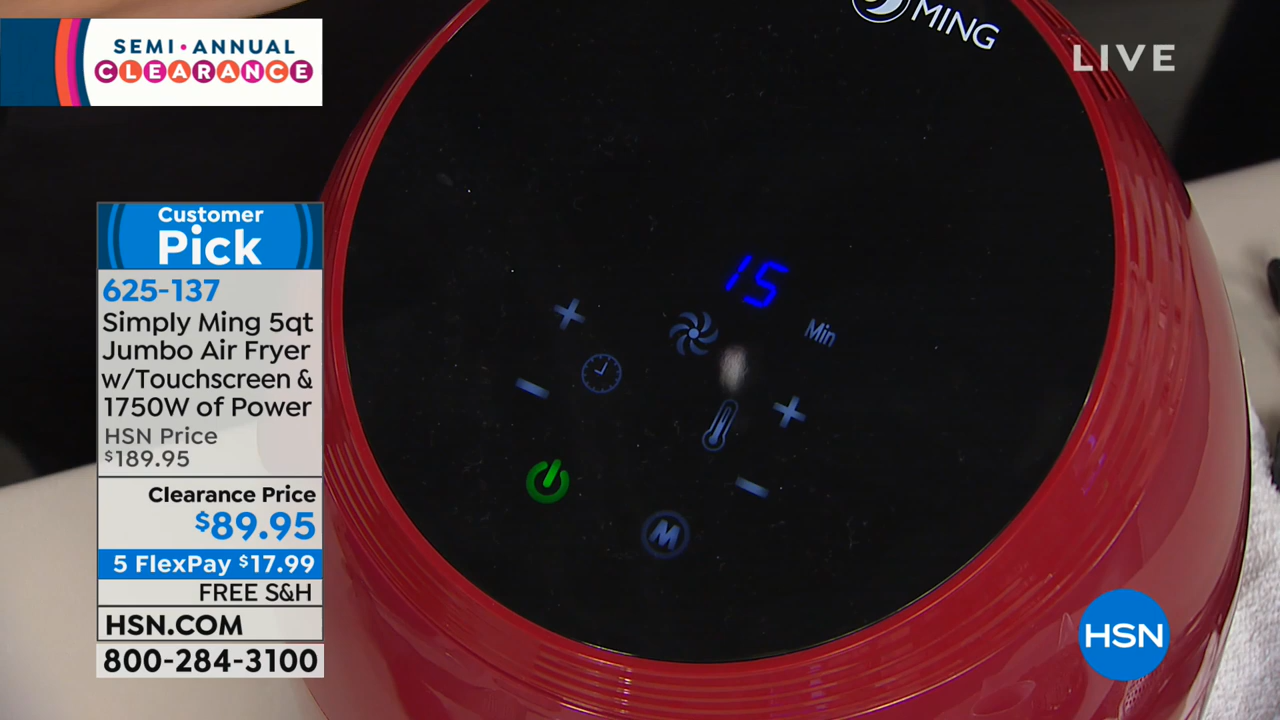 SEMI•ANNUAL
CLEARANCE
MING
LIVE
Customer
Pick
625-137
Simply Ming 5qt
Jumbo Air Fryer
w/Touchscreen &
1750W of Power
HSN Price
$189.95
Clearance Price
$89.95
5 FlexPay $17.99
FREE S&H
HSN.COM
800-284-3100
15
Min
M
HSN